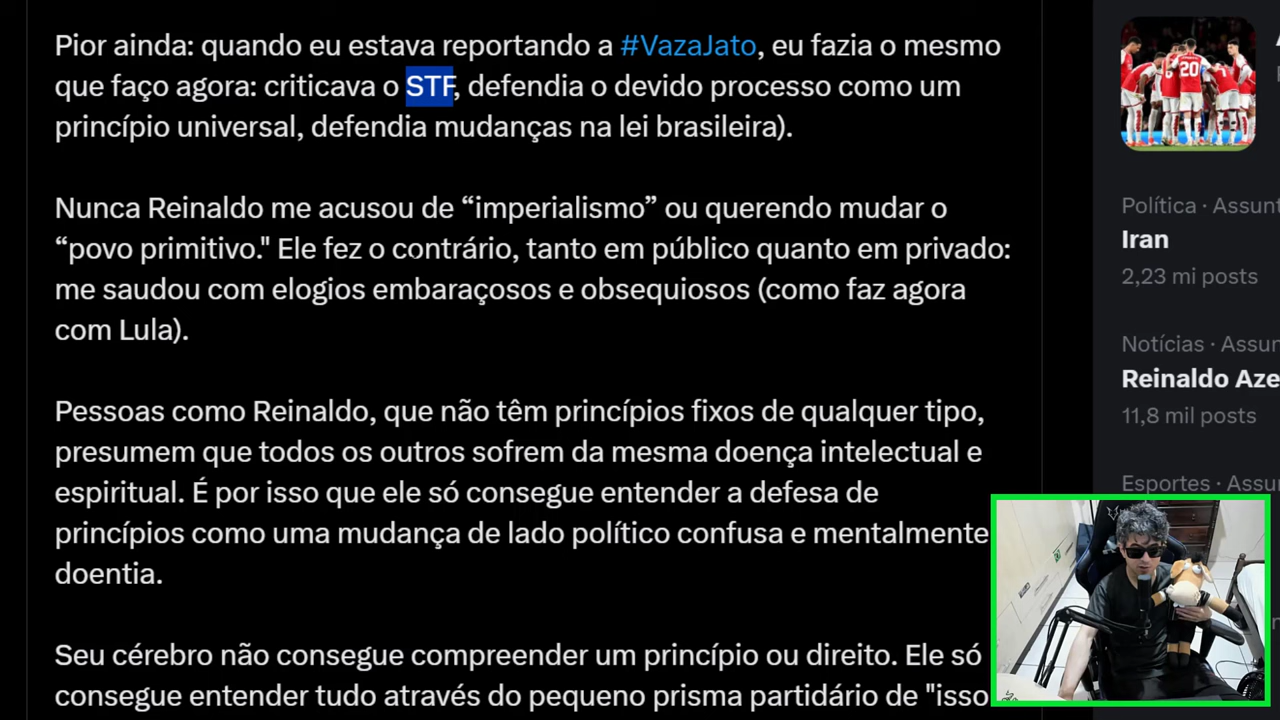 Pior ainda: quando eu estava reportando a #VazaJato, eu fazia o mesmo
que faço agora: criticava o STF, defendia o devido processo como um
princípio universal, defendia mudanças na lei brasileira).
Nunca Reinaldo me acusou de “imperialismo” ou querendo mudar o
“povo primitivo." Ele fez o contrário, tanto em público quanto em privado:
me saudou com elogios embaraçosos e obsequiosos (como faz agora
com Lula).
Pessoas como Reinaldo, que não têm princípios fixos de qualquer tipo,
presumem que todos os outros sofrem da mesma doença intelectual e
espiritual. É por isso que ele só consegue entender a defesa de
princípios como uma mudança de lado político confusa e mentalmente
doentia.
Seu cérebro não consegue compreender um princípio ou direito. Ele só
consegue entender tudo através do pequeno prisma partidário de "isso
20
Política · Assunt
Iran
2,23 mi posts
Notícias · Assun
Reinaldo Aze
11,8 mil posts
Esportes · Assu